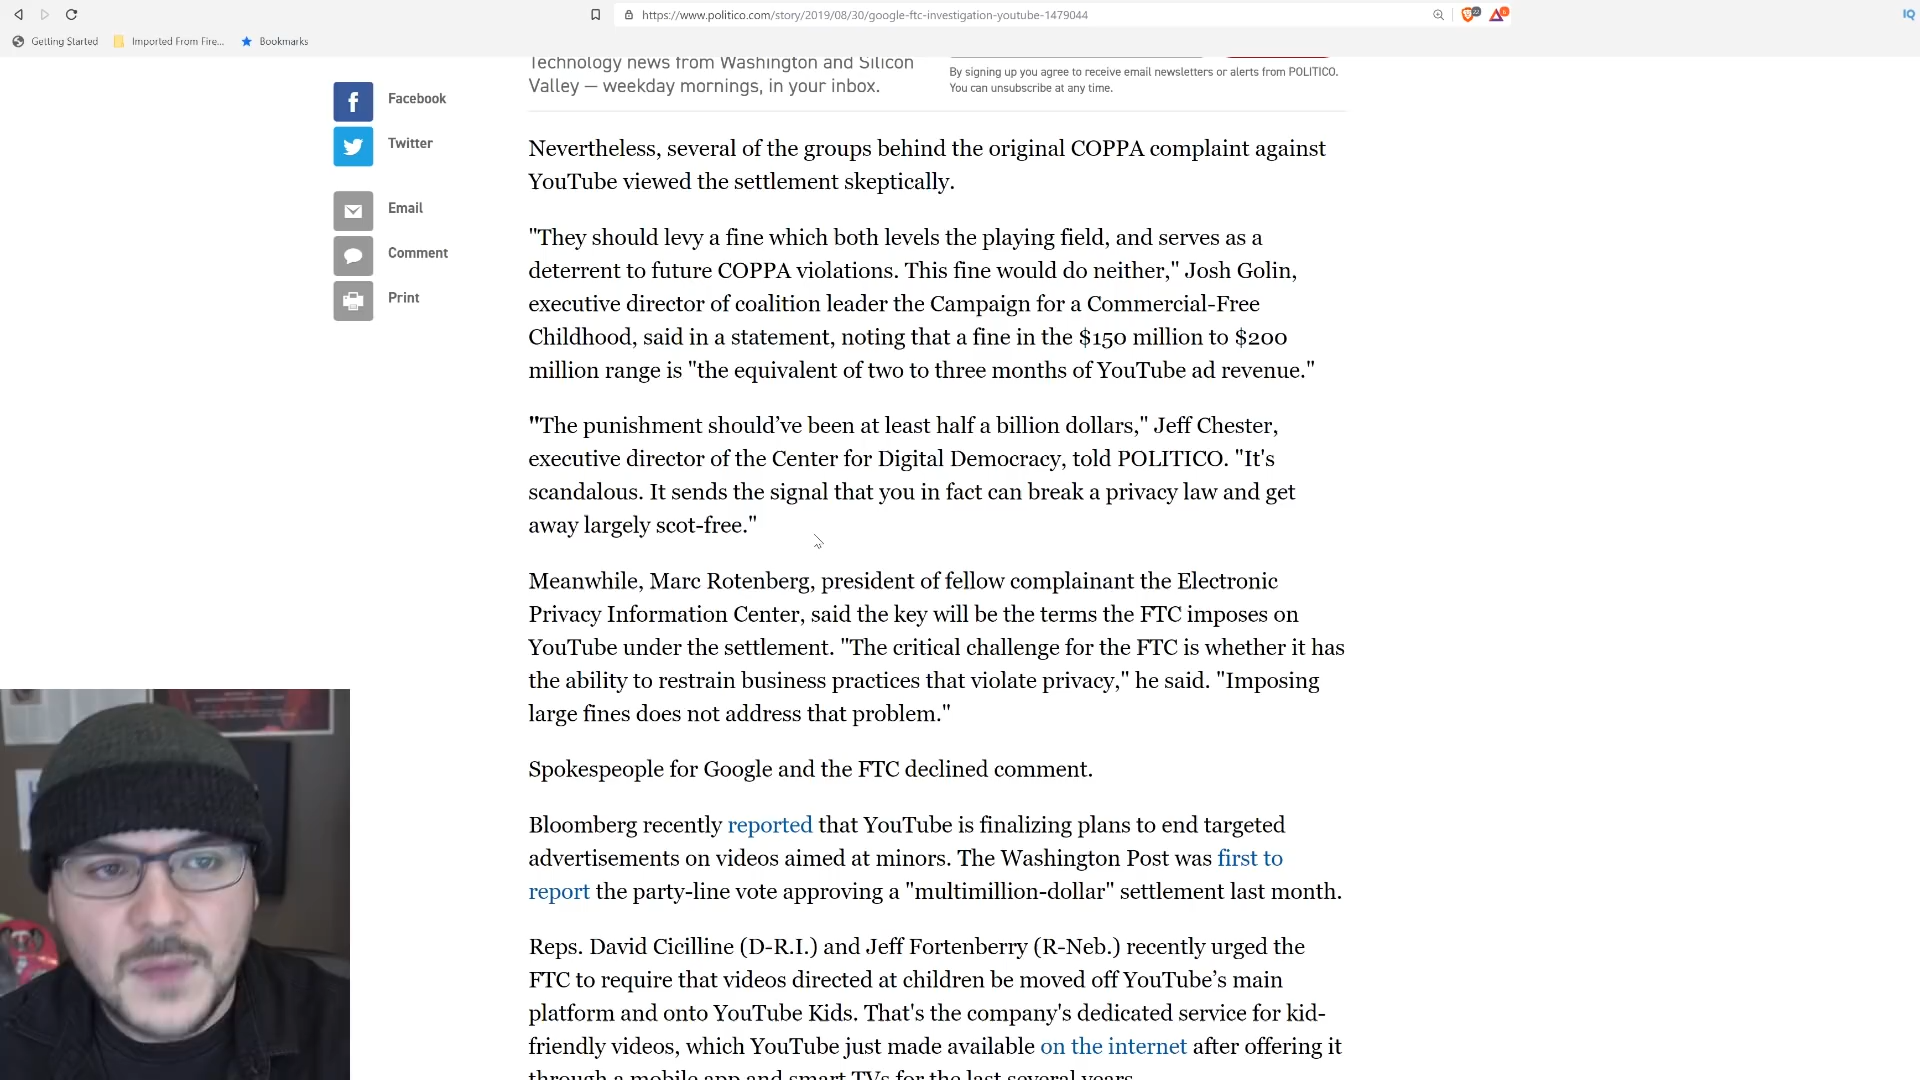 https://www.politico.com/story/2019/08/30/google-ftc-investigation-youtube-1479044
Getting Started
Imported From Fire...
Bookmarks
Technology news from Washington and Silicon
Valley — weekday mornings, in your inbox.
By signing up you agree to receive email newsletters or alerts from POLITICO.
You can unsubscribe at any time.
Facebook
Twitter
Email
Comment
Print
Nevertheless, several of the groups behind the original COPPA complaint against
YouTube viewed the settlement skeptically.
"They should levy a fine which both levels the playing field, and serves as a
deterrent to future COPPA violations. This fine would do neither," Josh Golin,
executive director of coalition leader the Campaign for a Commercial-Free
Childhood, said in a statement, noting that a fine in the $150 million to $200
million range is "the equivalent of two to three months of YouTube ad revenue."
"The punishment should’ve been at least half a billion dollars," Jeff Chester,
executive director of the Center for Digital Democracy, told POLITICO. "It's
scandalous. It sends the signal that you in fact can break a privacy law and get
away largely scot-free."
Meanwhile, Marc Rotenberg, president of fellow complainant the Electronic
Privacy Information Center, said the key will be the terms the FTC imposes on
YouTube under the settlement. "The critical challenge for the FTC is whether it has
the ability to restrain business practices that violate privacy," he said. "Imposing
large fines does not address that problem."
Spokespeople for Google and the FTC declined comment.
Bloomberg recently reported that YouTube is finalizing plans to end targeted
advertisements on videos aimed at minors. The Washington Post was first to
report the party-line vote approving a "multimillion-dollar" settlement last month.
Reps. David Cicilline (D-R.I.) and Jeff Fortenberry (R-Neb.) recently urged the
FTC to require that videos directed at children be moved off YouTube’s main
platform and onto YouTube Kids. That's the company's dedicated service for kid-
friendly videos, which YouTube just made available on the internet after offering it
through a mobile app and smart TVs for the last several years.
IQ